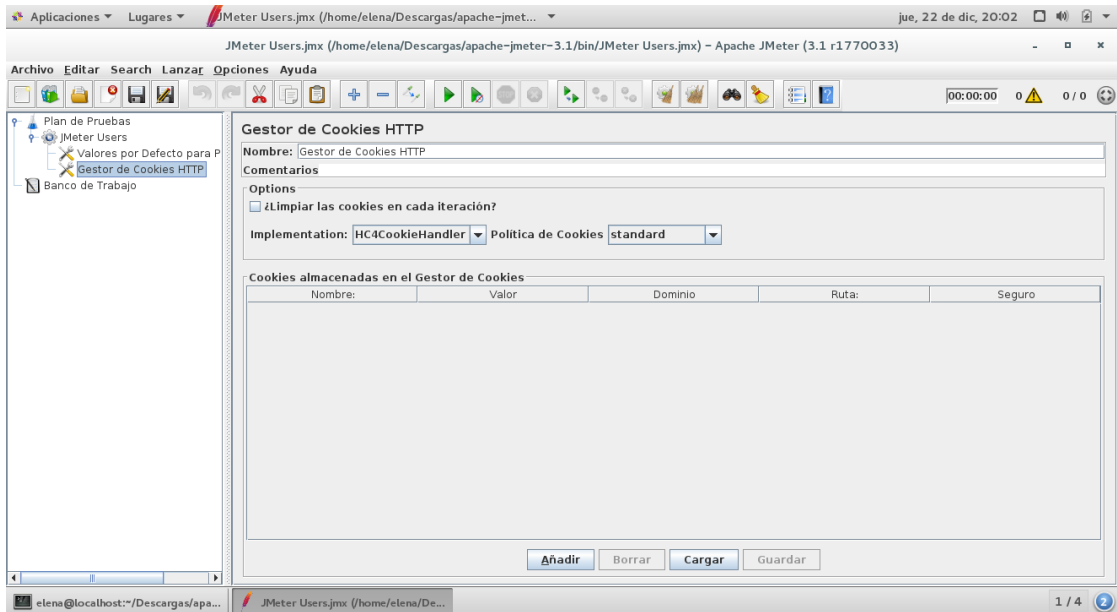 Aplicaciones Lugares JMeter Users.jmx (/home/elena/Descargas/apache-jmet... jue, 22 de dic, 20:02
JMeter Users.jmx (/home/elena/Descargas/apache-jmeter-3.1/bin/JMeter Users.jmx) – Apache JMeter (3.1 r1770033)
Archivo Editar Search Lanzar Opciones Ayuda
00:00:00 0 0 / 0
Plan de Pruebas
JMeter Users
Valores por Defecto para P
Gestor de Cookies HTTP
Banco de Trabajo
Gestor de Cookies HTTP
Nombre: Gestor de Cookies HTTP
Comentarios
Options
¿Limpiar las cookies en cada iteración?
Implementation: HC4CookieHandler Política de Cookies standard
Cookies almacenadas en el Gestor de Cookies
Nombre: Valor Dominio Ruta: Seguro
Añadir Borrar Cargar Guardar
elena@localhost:~/Descargas/apa... JMeter Users.jmx (/home/elena/De... 1 / 4 2